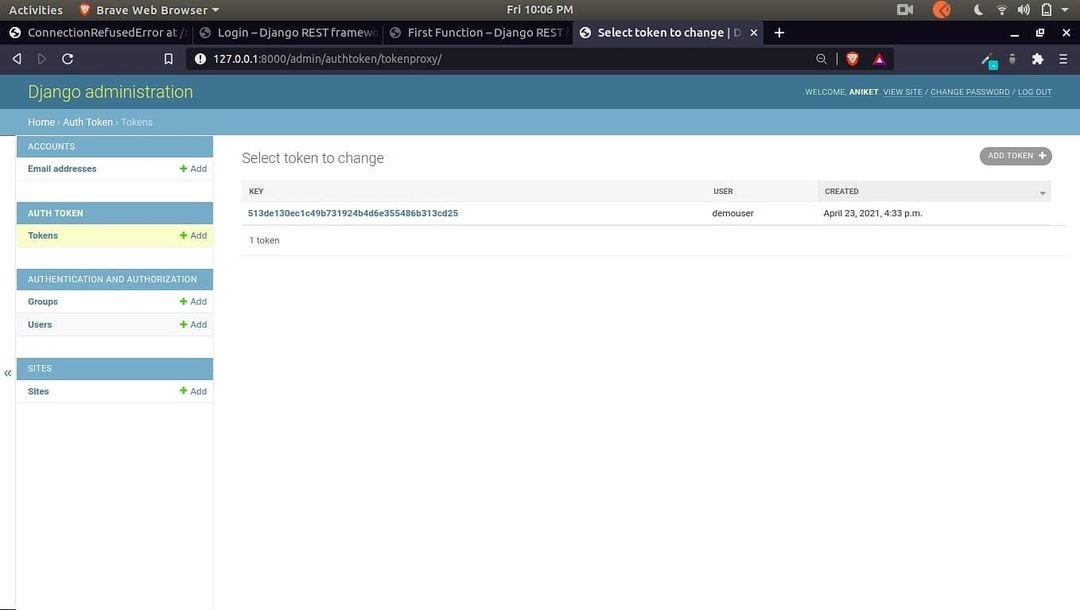 Activities Brave Web Browser Fri 10:06 PM
ConnectionRefusedError at / Login – Django REST framewo First Function – Django REST Select token to change | D
127.0.0.1:8000/admin/authtoken/tokenproxy/
Django administration
WELCOME, ANIKET. VIEW SITE / CHANGE PASSWORD / LOG OUT
Home › Auth Token › Tokens
ACCOUNTS
Email addresses Add
AUTH TOKEN
Tokens Add
AUTHENTICATION AND AUTHORIZATION
Groups Add
Users Add
SITES
Sites Add
«
Select token to change
ADD TOKEN
KEY USER CREATED
513de130ec1c49b731924b4d6e355486b313cd25 demouser April 23, 2021, 4:33 p.m.
1 token